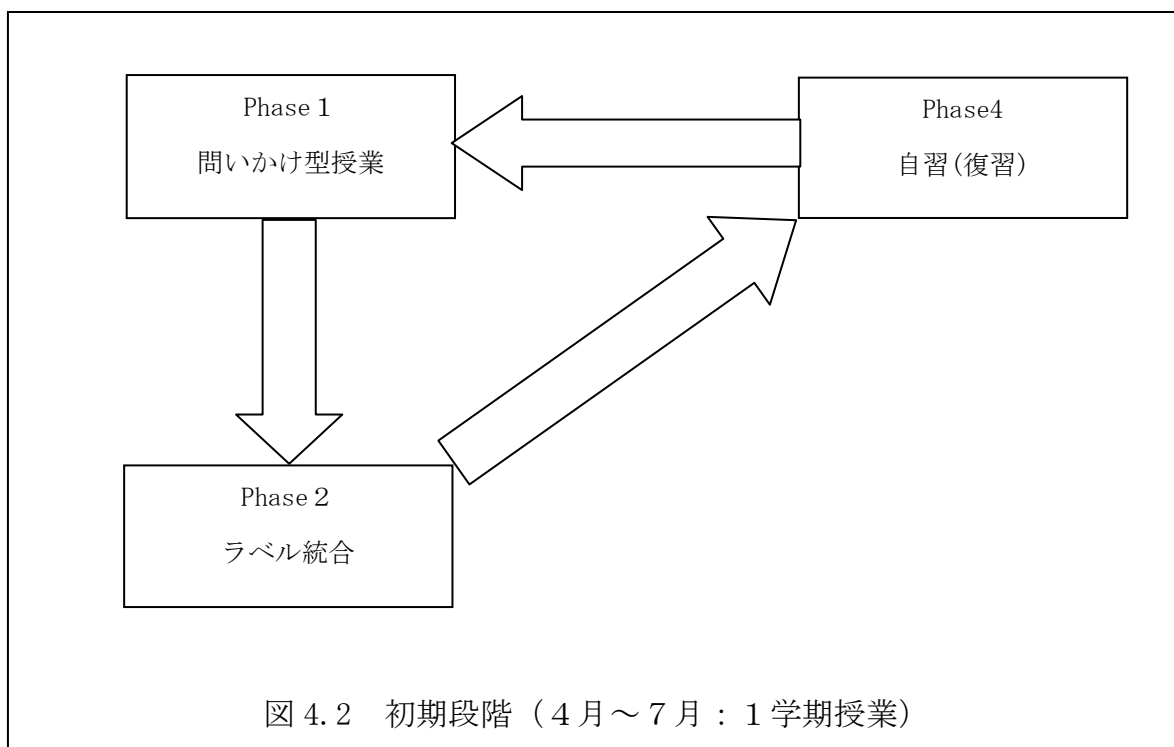 Phase１
問いかけ型授業
Phase4
自習(復習)
Phase２
ラベル統合
図 4.2　初期段階（４月～７月：１学期授業）